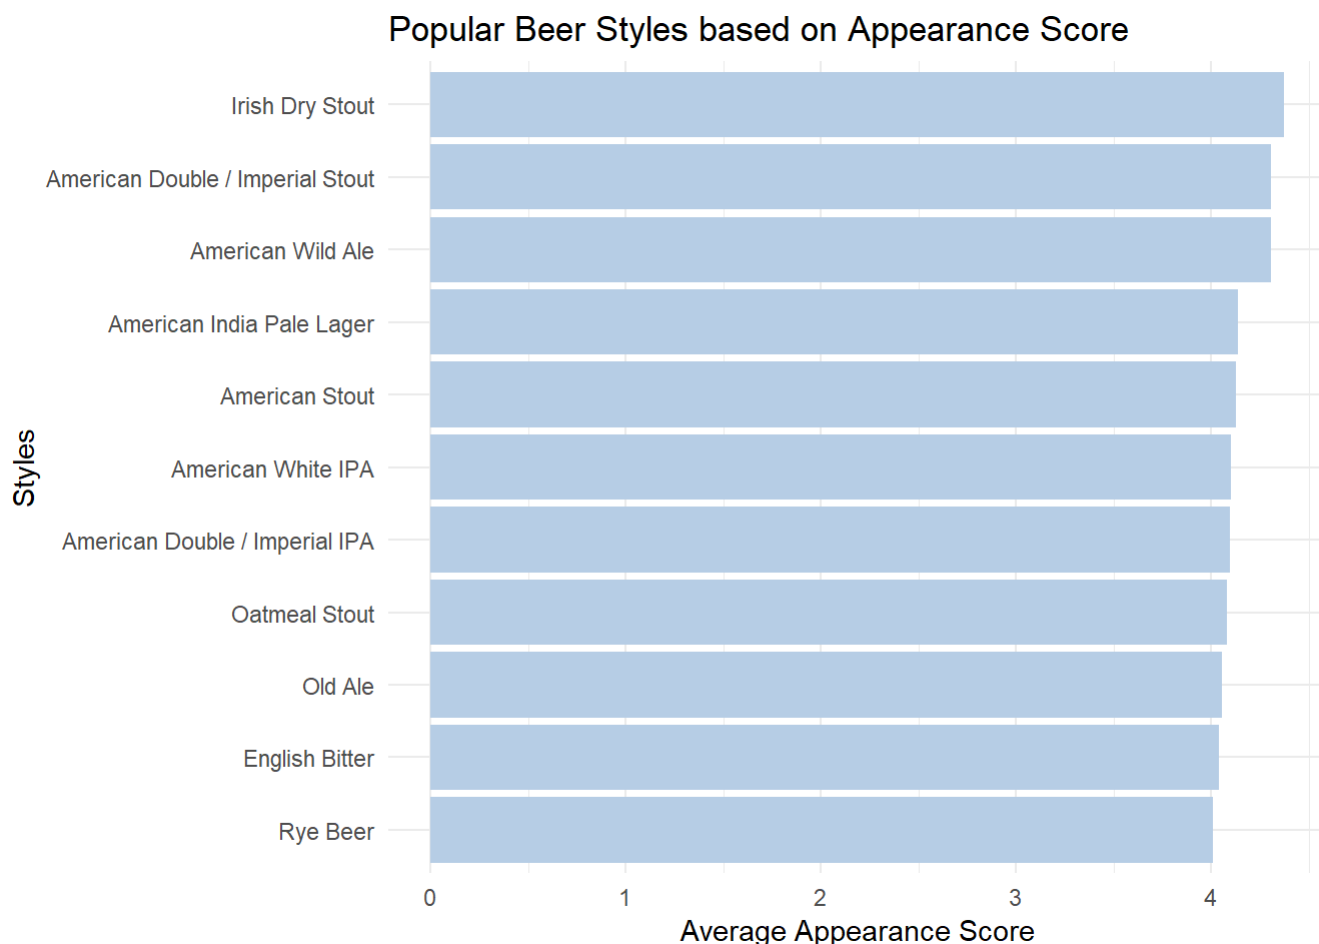 Popular Beer Styles based on Appearance Score
Styles
Irish Dry Stout
American Double / Imperial Stout
American Wild Ale
American India Pale Lager
American Stout
American White IPA
American Double / Imperial IPA
Oatmeal Stout
Old Ale
English Bitter
Rye Beer
0 1 2 3 4
Average Appearance Score